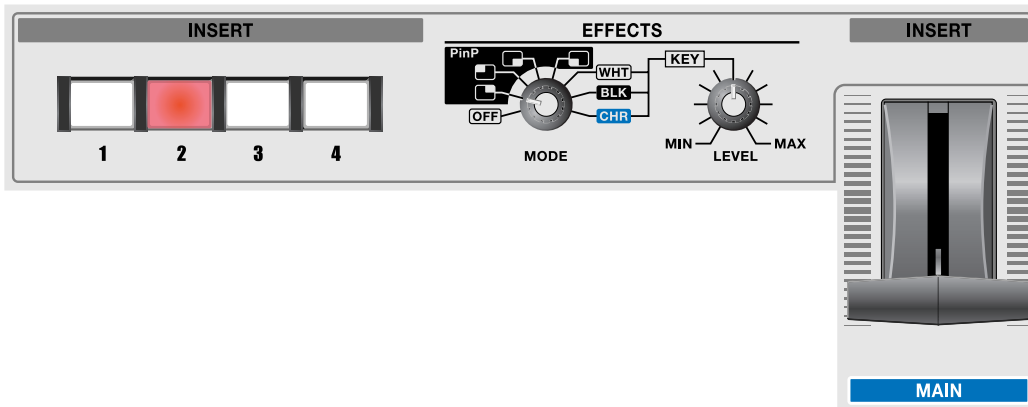 INSERT
EFFECTS
INSERT
PinP
WHT
KEY
BLK
OFF
CHR
MIN
MAX
MODE
LEVEL
1 2 3 4
MAIN